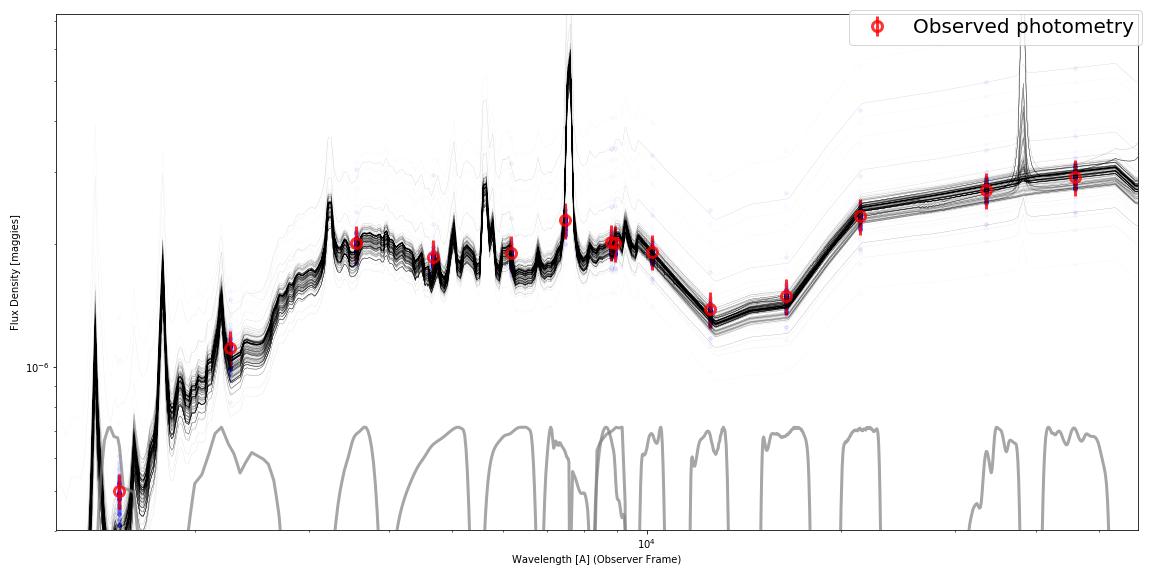 Observed photometry
Flux Density [maggies]
10⁻⁶
10⁴
Wavelength [A] (Observer Frame)